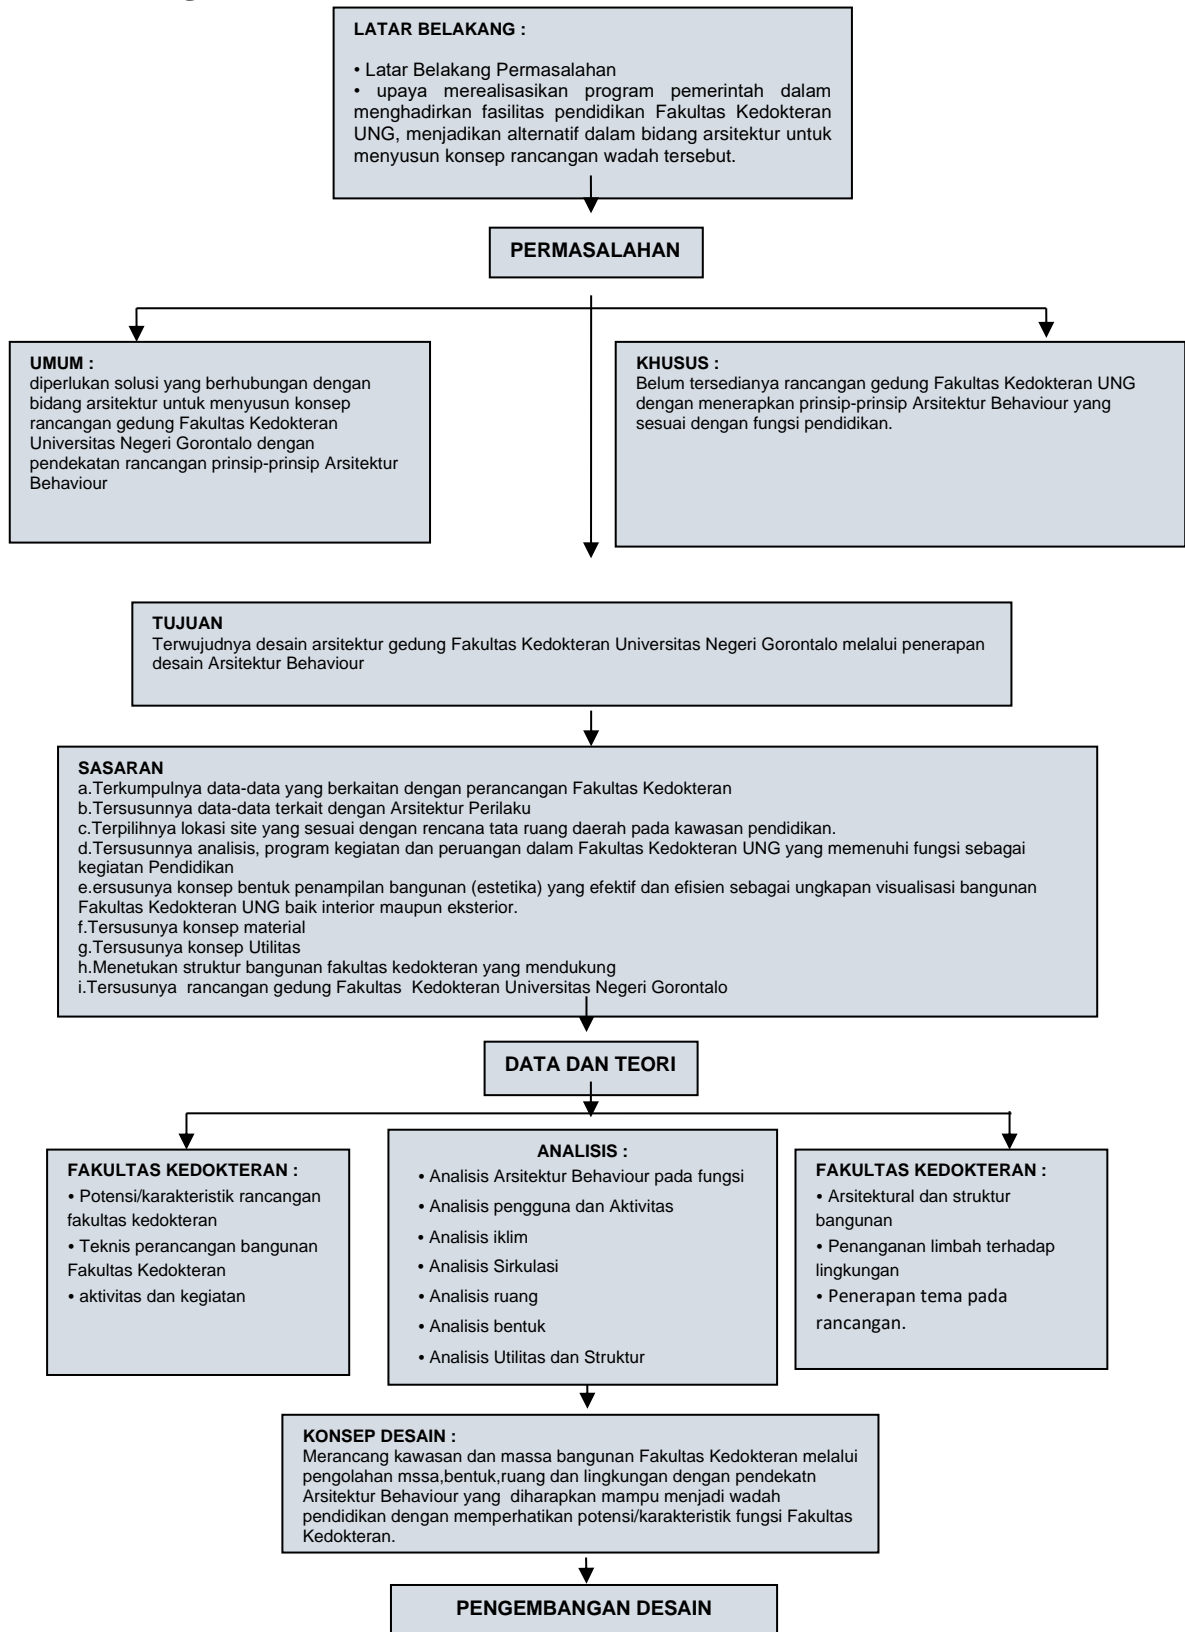 LATAR BELAKANG :
• Latar Belakang Permasalahan
• upaya merealisasikan program pemerintah dalam
menghadirkan fasilitas pendidikan Fakultas Kedokteran
UNG, menjadikan alternatif dalam bidang arsitektur untuk
menyusun konsep rancangan wadah tersebut.
PERMASALAHAN
UMUM :
diperlukan solusi yang berhubungan dengan
bidang arsitektur untuk menyusun konsep
rancangan gedung Fakultas Kedokteran
Universitas Negeri Gorontalo dengan
pendekatan rancangan prinsip-prinsip Arsitektur
Behaviour
KHUSUS :
Belum tersedianya rancangan gedung Fakultas Kedokteran UNG
dengan menerapkan prinsip-prinsip Arsitektur Behaviour yang
sesuai dengan fungsi pendidikan.
TUJUAN
Terwujudnya desain arsitektur gedung Fakultas Kedokteran Universitas Negeri Gorontalo melalui penerapan
desain Arsitektur Behaviour
SASARAN
a.Terkumpulnya data-data yang berkaitan dengan perancangan Fakultas Kedokteran
b.Tersusunnya data-data terkait dengan Arsitektur Perilaku
c.Terpilihnya lokasi site yang sesuai dengan rencana tata ruang daerah pada kawasan pendidikan.
d.Tersusunnya analisis, program kegiatan dan peruangan dalam Fakultas Kedokteran UNG yang memenuhi fungsi sebagai
kegiatan Pendidikan
e.ersusunya konsep bentuk penampilan bangunan (estetika) yang efektif dan efisien sebagai ungkapan visualisasi bangunan
Fakultas Kedokteran UNG baik interior maupun eksterior.
f.Tersusunya konsep material
g.Tersusunya konsep Utilitas
h.Menetukan struktur bangunan fakultas kedokteran yang mendukung
i.Tersusunya rancangan gedung Fakultas Kedokteran Universitas Negeri Gorontalo
DATA DAN TEORI
FAKULTAS KEDOKTERAN :
• Potensi/karakteristik rancangan
fakultas kedokteran
• Teknis perancangan bangunan
Fakultas Kedokteran
• aktivitas dan kegiatan
ANALISIS :
• Analisis Arsitektur Behaviour pada fungsi
• Analisis pengguna dan Aktivitas
• Analisis iklim
• Analisis Sirkulasi
• Analisis ruang
• Analisis bentuk
• Analisis Utilitas dan Struktur
FAKULTAS KEDOKTERAN :
• Arsitektural dan struktur
bangunan
• Penanganan limbah terhadap
lingkungan
• Penerapan tema pada
rancangan.
KONSEP DESAIN :
Merancang kawasan dan massa bangunan Fakultas Kedokteran melalui
pengolahan mssa,bentuk,ruang dan lingkungan dengan pendekatn
Arsitektur Behaviour yang diharapkan mampu menjadi wadah
pendidikan dengan memperhatikan potensi/karakteristik fungsi Fakultas
Kedokteran.
PENGEMBANGAN DESAIN